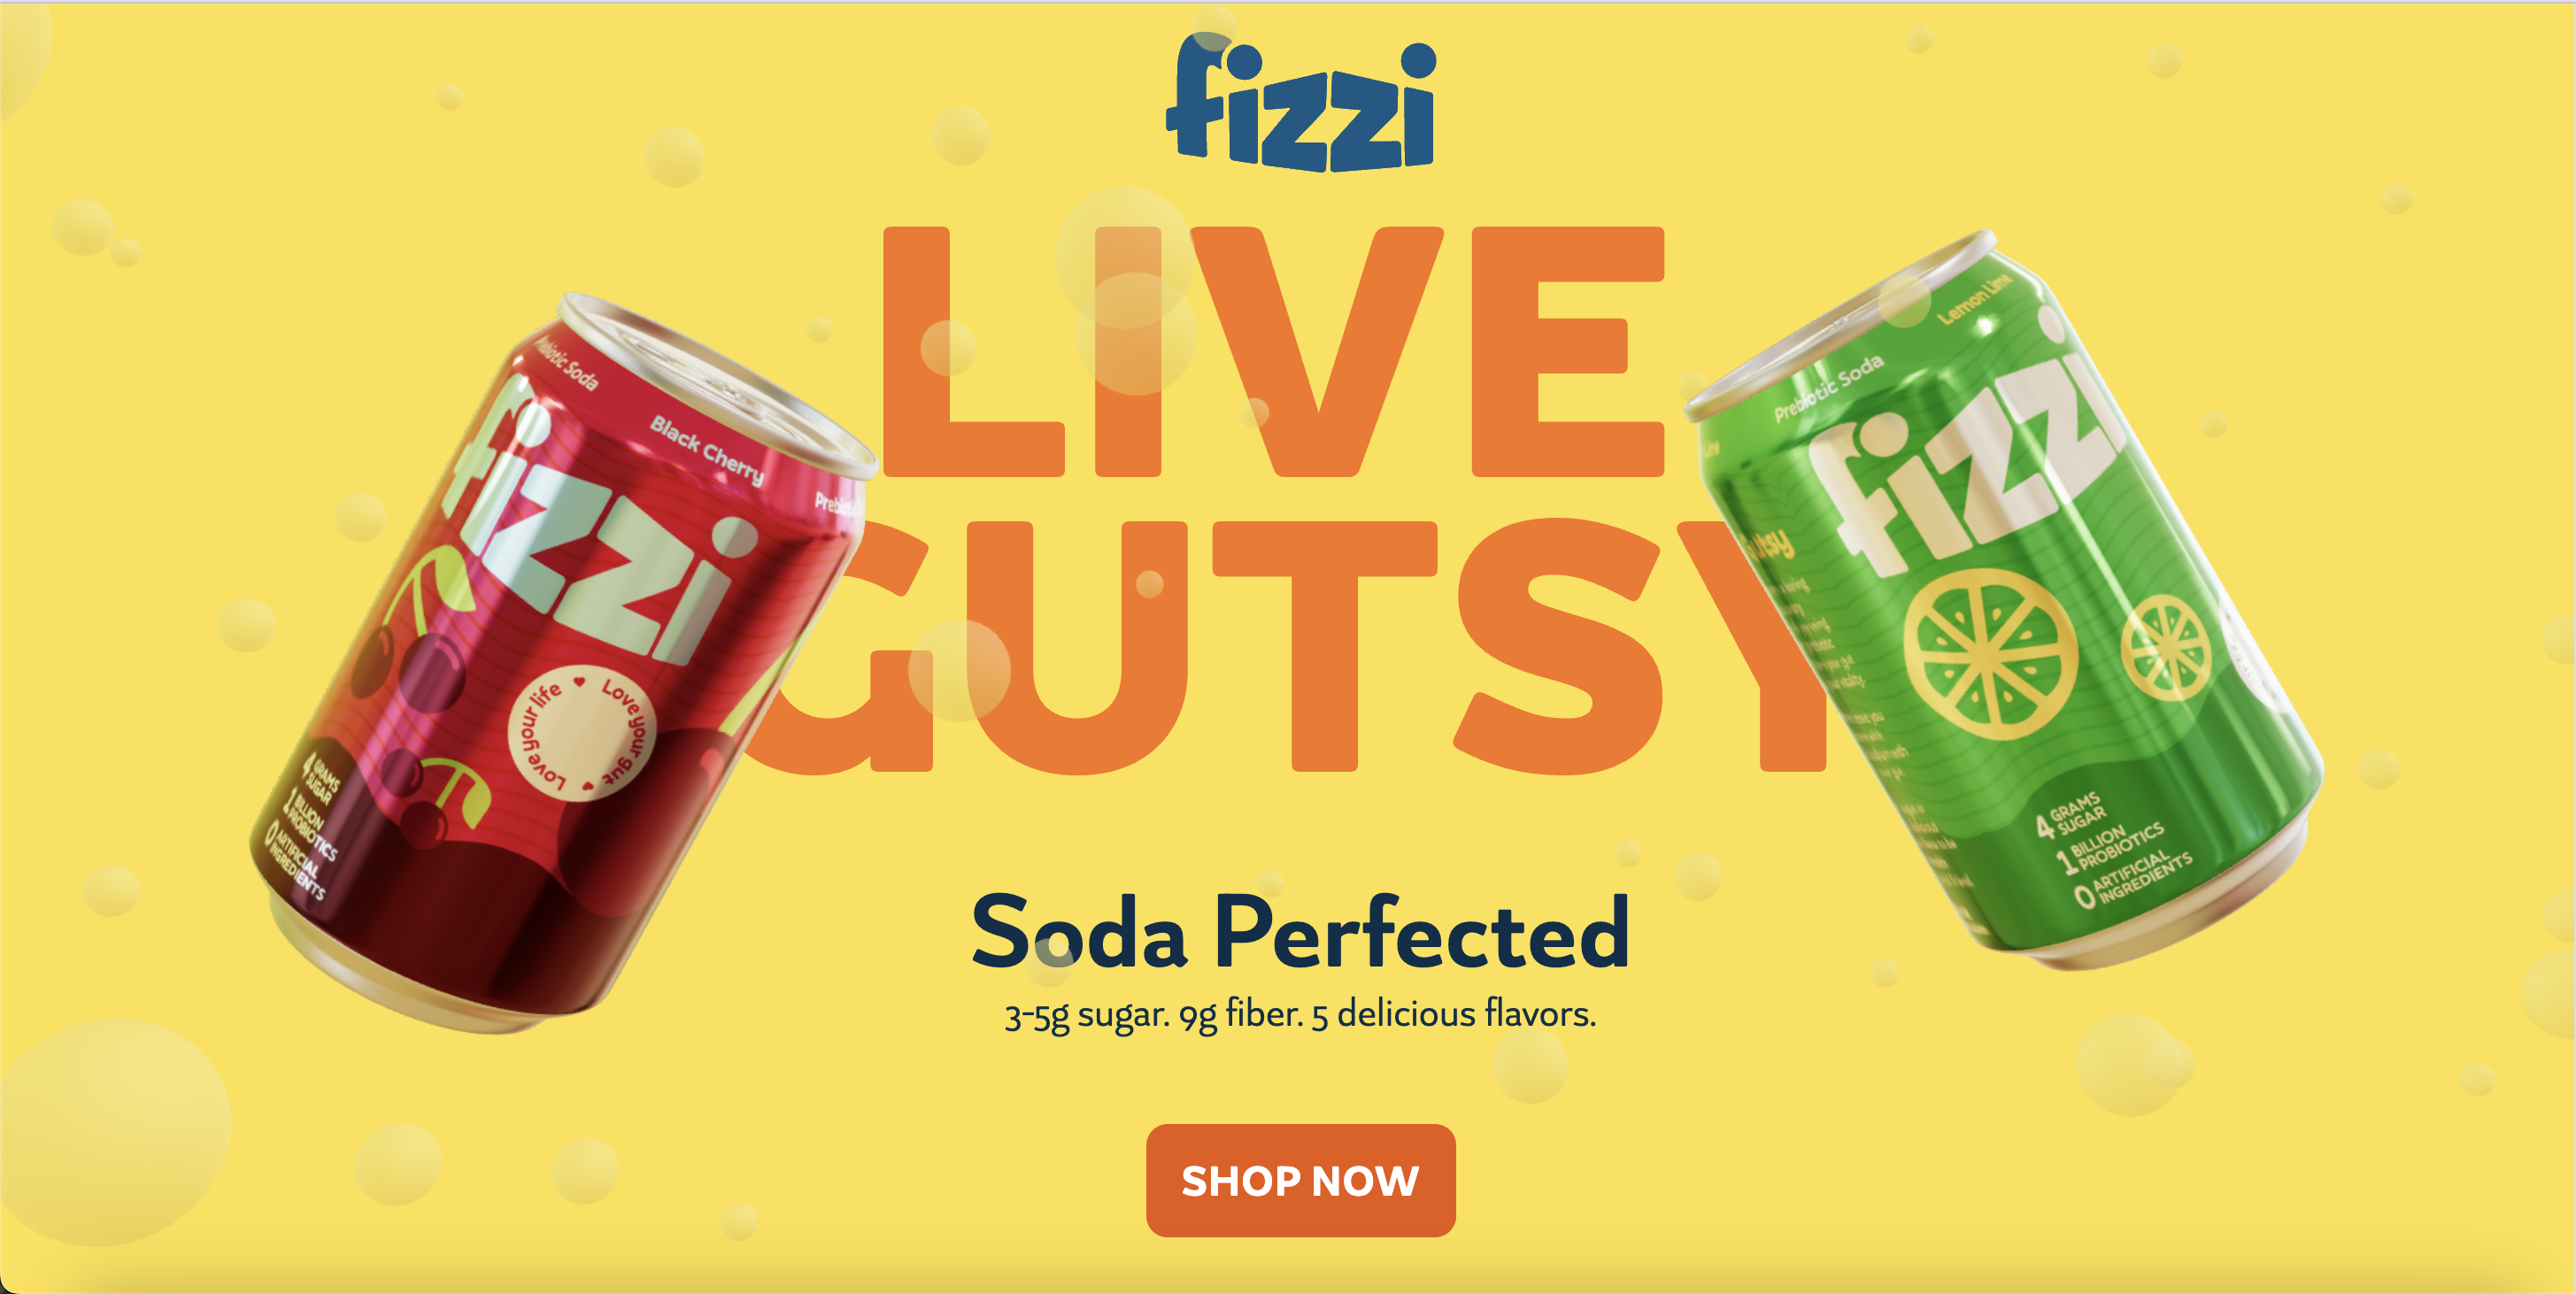 fizzi
LIVE
GUTSY
Prebiotic Soda
Black Cherry
fizzi
Love your life ♥ Love your gut ♥
4 GRAMS SUGAR
1 BILLION PROBIOTICS
0 ARTIFICIAL INGREDIENTS
Prebiotic Soda
Lemon Lime
fizzi
4 GRAMS SUGAR
1 BILLION PROBIOTICS
0 ARTIFICIAL INGREDIENTS
Soda Perfected
3-5g sugar. 9g fiber. 5 delicious flavors.
SHOP NOW